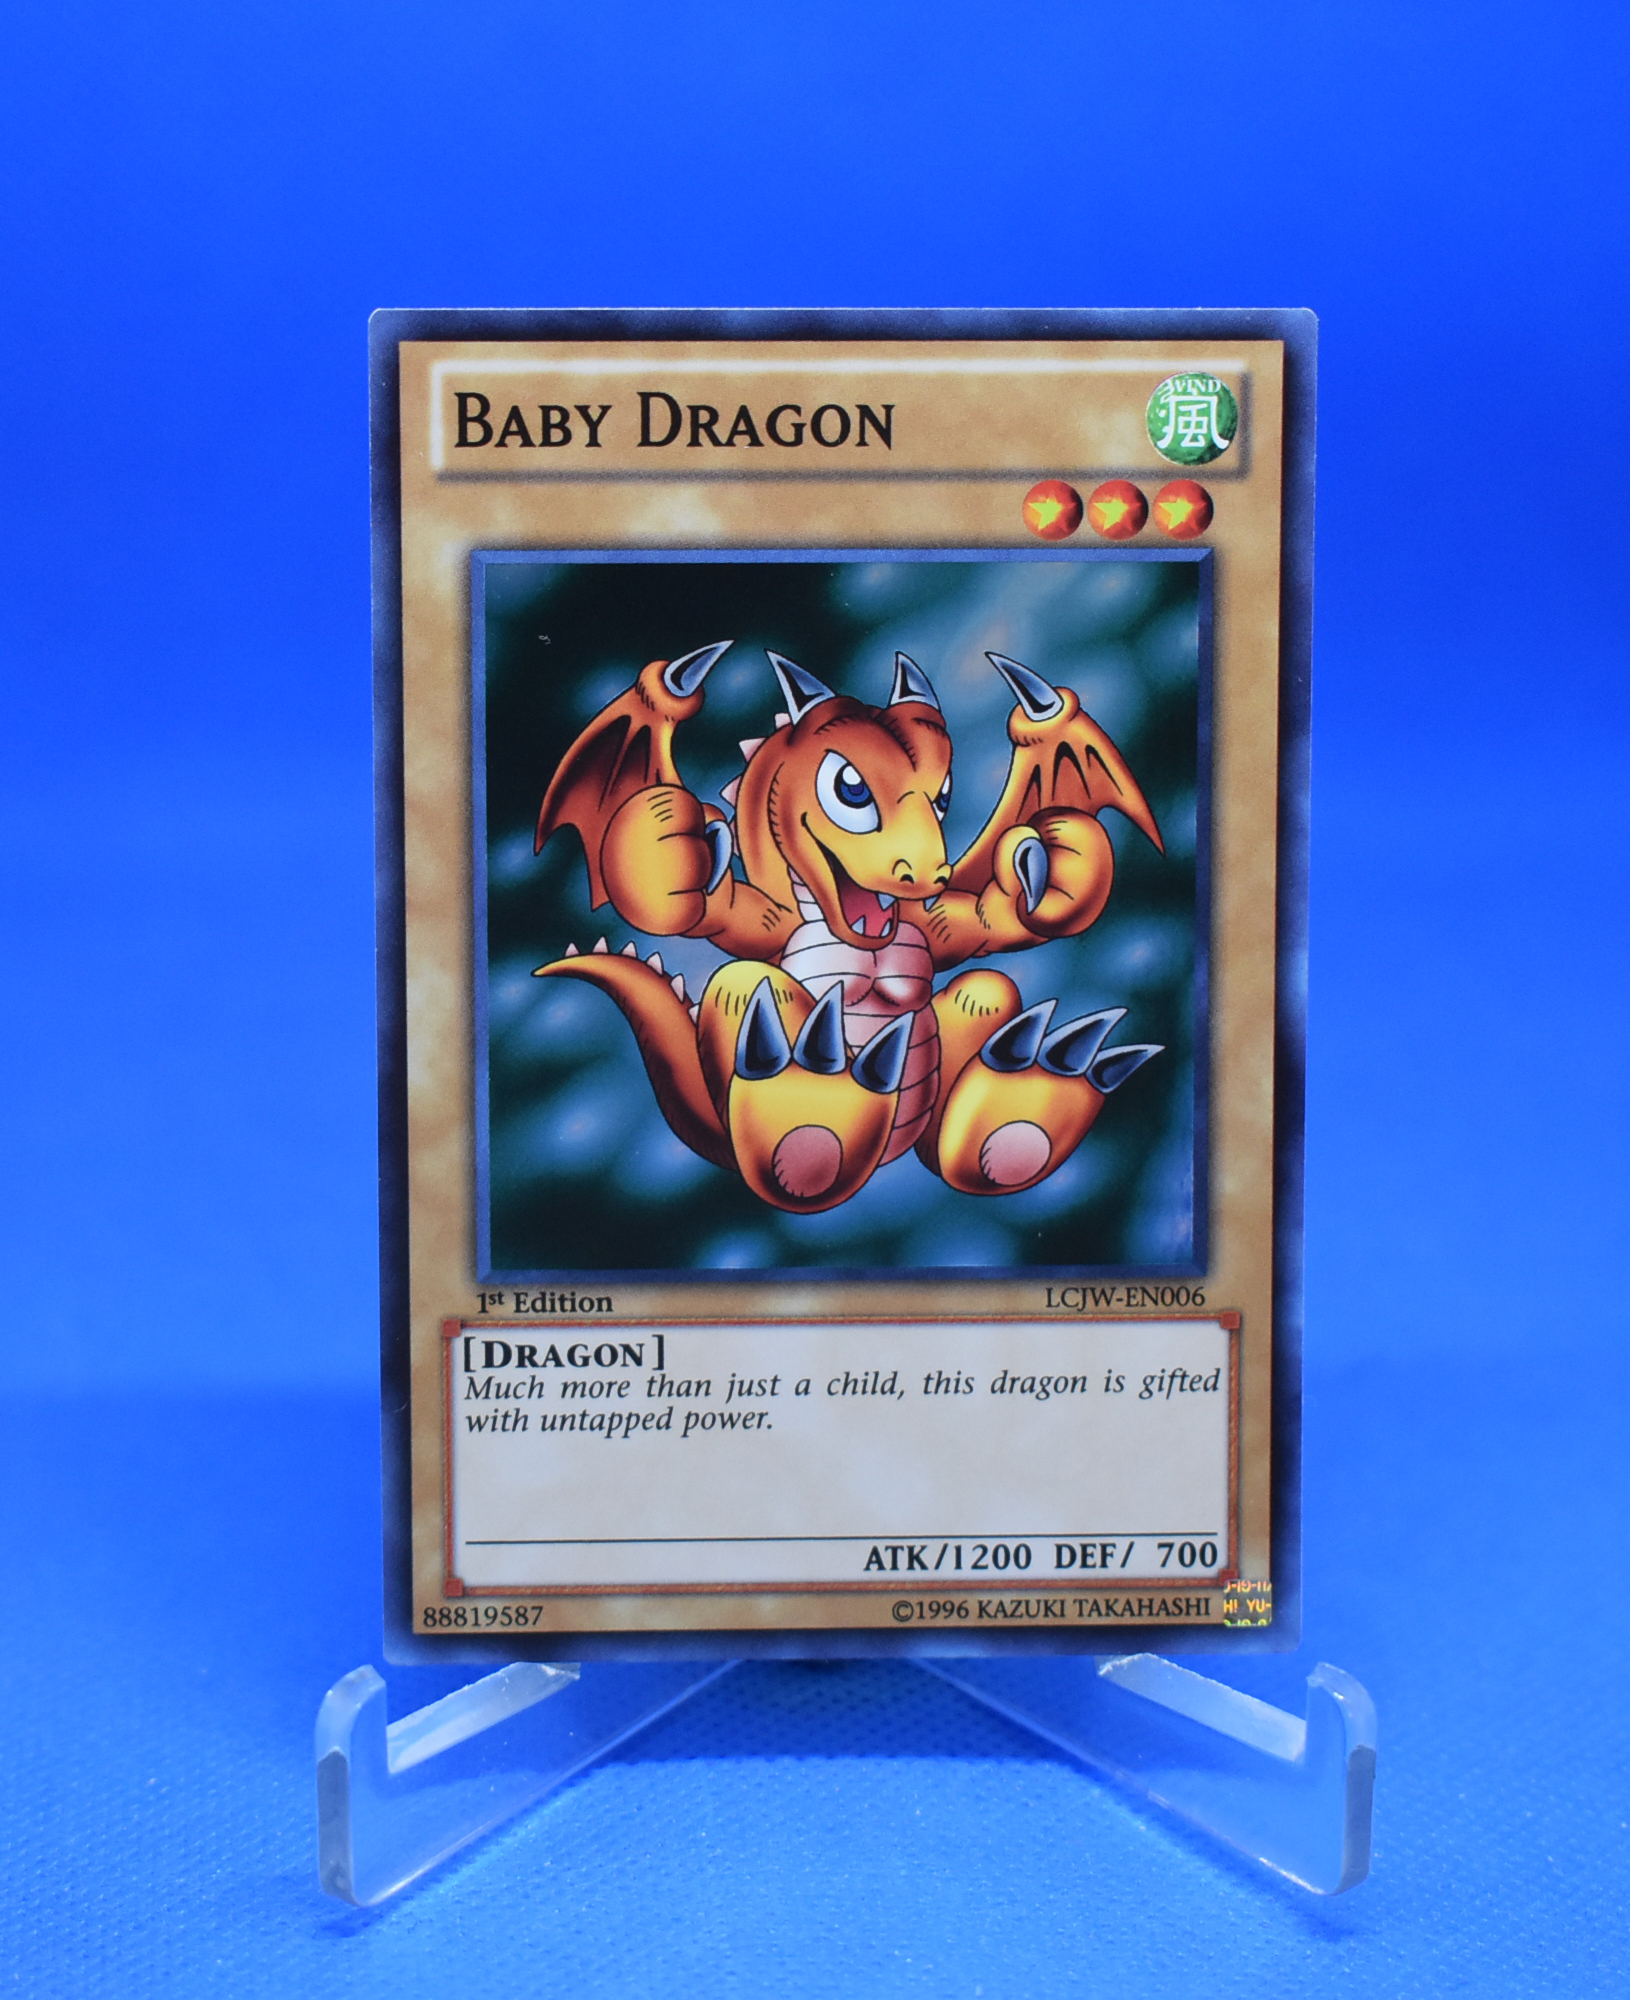 BABY DRAGON
WIND
風
1st Edition
LCJW-EN006
[DRAGON]
Much more than just a child, this dragon is gifted
with untapped power.
ATK/1200 DEF/ 700
88819587
©1996 KAZUKI TAKAHASHI